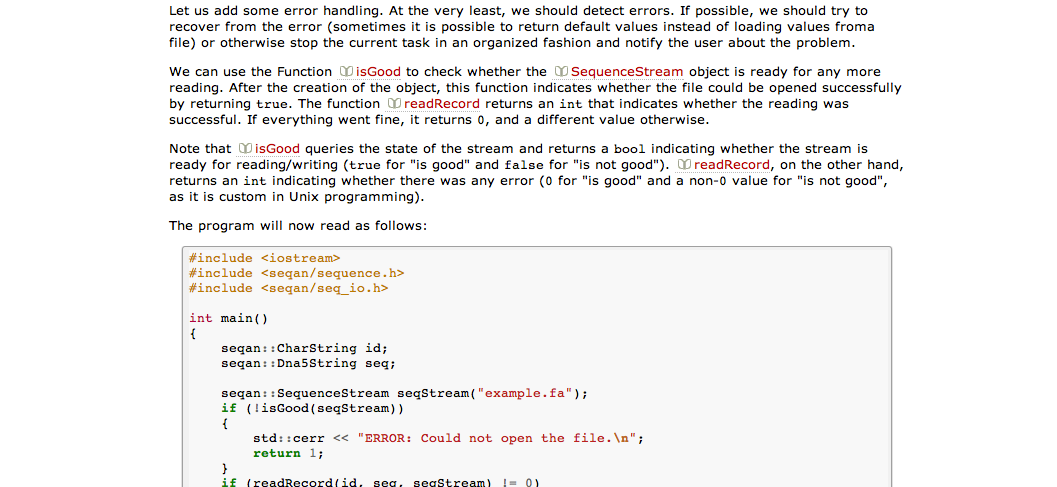 Let us add some error handling. At the very least, we should detect errors. If possible, we should try to
recover from the error (sometimes it is possible to return default values instead of loading values froma
file) or otherwise stop the current task in an organized fashion and notify the user about the problem.
We can use the Function isGood to check whether the SequenceStream object is ready for any more
reading. After the creation of the object, this function indicates whether the file could be opened successfully
by returning true. The function readRecord returns an int that indicates whether the reading was
successful. If everything went fine, it returns 0, and a different value otherwise.
Note that isGood queries the state of the stream and returns a bool indicating whether the stream is
ready for reading/writing (true for "is good" and false for "is not good"). readRecord, on the other hand,
returns an int indicating whether there was any error (0 for "is good" and a non-0 value for "is not good",
as it is custom in Unix programming).
The program will now read as follows:
#include <iostream>
#include <seqan/sequence.h>
#include <seqan/seq_io.h>
int main()
{
    seqan::CharString id;
    seqan::Dna5String seq;
    seqan::SequenceStream seqStream("example.fa");
    if (!isGood(seqStream))
    {
        std::cerr << "ERROR: Could not open the file.\n";
        return 1;
    }
    if (readRecord(id, seq, seqStream) != 0)